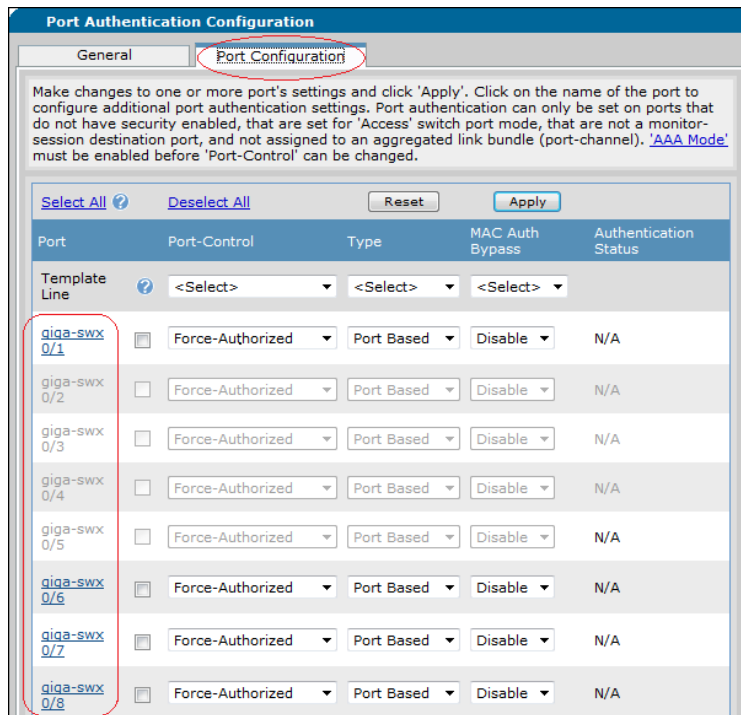 Port Authentication Configuration
General
Port Configuration
Make changes to one or more port's settings and click 'Apply'. Click on the name of the port to
configure additional port authentication settings. Port authentication can only be set on ports that
do not have security enabled, that are set for 'Access' switch port mode, that are not a monitor-
session destination port, and not assigned to an aggregated link bundle (port-channel). 'AAA Mode'
must be enabled before 'Port-Control' can be changed.
Select All ? Deselect All Reset Apply
Port Port-Control Type MAC Auth Bypass Authentication Status
Template Line ? <Select> <Select> <Select>
giga-swx 0/1 Force-Authorized Port Based Disable N/A
giga-swx 0/2 Force-Authorized Port Based Disable N/A
giga-swx 0/3 Force-Authorized Port Based Disable N/A
giga-swx 0/4 Force-Authorized Port Based Disable N/A
giga-swx 0/5 Force-Authorized Port Based Disable N/A
giga-swx 0/6 Force-Authorized Port Based Disable N/A
giga-swx 0/7 Force-Authorized Port Based Disable N/A
giga-swx 0/8 Force-Authorized Port Based Disable N/A